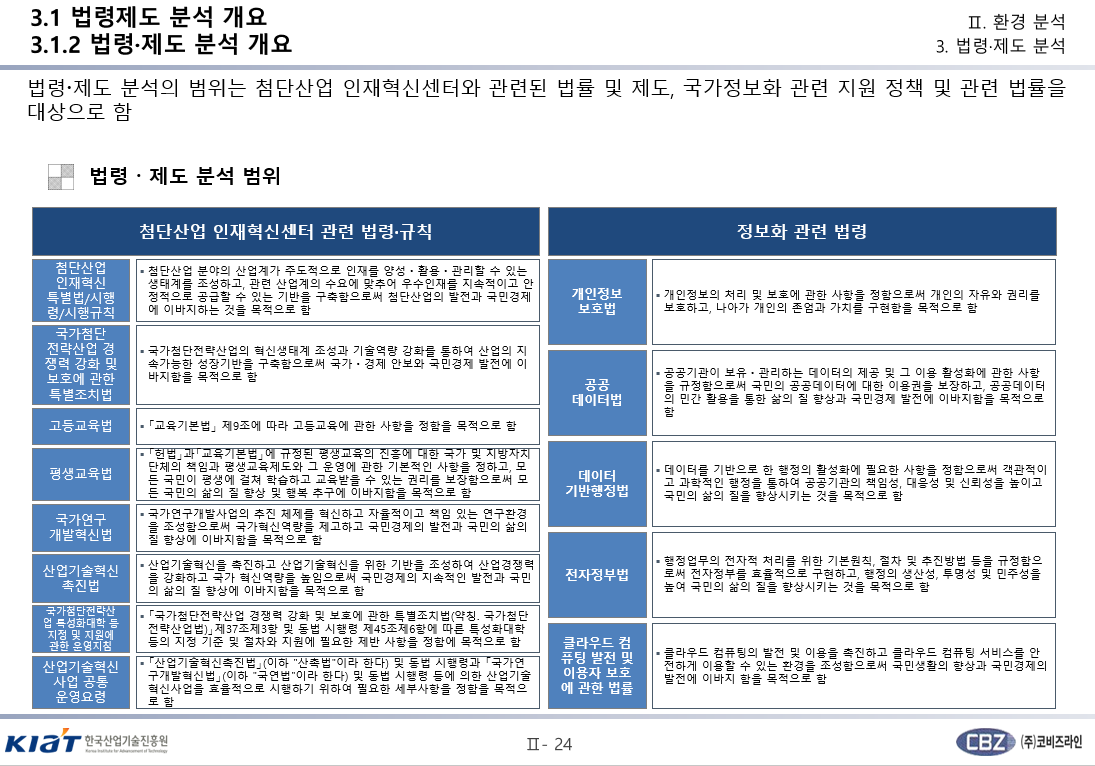 3.1 법령제도 분석 개요
3.1.2 법령·제도 분석 개요
Ⅱ. 환경 분석
3. 법령·제도 분석
법령·제도 분석의 범위는 첨단산업 인재혁신센터와 관련된 법률 및 제도, 국가정보화 관련 지원 정책 및 관련 법률을
대상으로 함
법령 · 제도 분석 범위
첨단산업 인재혁신센터 관련 법령·규칙
첨단산업
인재혁신
특별법/시행
령/시행규칙
▪ 첨단산업 분야의 산업계가 주도적으로 인재를 양성·활용·관리할 수 있는
생태계를 조성하고, 관련 산업계의 수요에 맞추어 우수인재를 지속적이고 안
정적으로 공급할 수 있는 기반을 구축함으로써 첨단산업의 발전과 국민경제
에 이바지하는 것을 목적으로 함
국가첨단
전략산업 경
쟁력 강화 및
보호에 관한
특별조치법
▪ 국가첨단전략산업의 혁신생태계 조성과 기술역량 강화를 통하여 산업의 지
속가능한 성장기반을 구축함으로써 국가·경제 안보와 국민경제 발전에 이
바지함을 목적으로 함
고등교육법
▪ 「교육기본법」 제9조에 따라 고등교육에 관한 사항을 정함을 목적으로 함
평생교육법
▪ 「헌법」과「교육기본법」에 규정된 평생교육의 진흥에 대한 국가 및 지방자치
단체의 책임과 평생교육제도와 그 운영에 관한 기본적인 사항을 정하고, 모
든 국민이 평생에 걸쳐 학습하고 교육받을 수 있는 권리를 보장함으로써 모
든 국민의 삶의 질 향상 및 행복 추구에 이바지함을 목적으로 함
국가연구
개발혁신법
▪ 국가연구개발사업의 추진 체제를 혁신하고 자율적이고 책임 있는 연구환경
을 조성함으로써 국가혁신역량을 제고하고 국민경제의 발전과 국민의 삶의
질 향상에 이바지함을 목적으로 함
산업기술혁신
촉진법
▪ 산업기술혁신을 촉진하고 산업기술혁신을 위한 기반을 조성하여 산업경쟁력
을 강화하고 국가 혁신역량을 높임으로써 국민경제의 지속적인 발전과 국민
의 삶의 질 향상에 이바지함을 목적으로 함
국가첨단전략산
업 특성화대학 등
지정 및 지원에
관한 운영지침
▪ 「국가첨단전략산업 경쟁력 강화 및 보호에 관한 특별조치법(약칭. 국가첨단
전략산업법)」제37조제3항 및 동법 시행령 제45조제6항에 따른 특성화대학
등의 지정 기준 및 절차와 지원에 필요한 제반 사항을 정함에 목적으로 함
산업기술혁신
사업 공통
운영요령
▪ 「산업기술혁신촉진법」(이하 "산촉법"이라 한다) 및 동법 시행령과 「국가연
구개발혁신법」(이하 "국연법"이라 한다) 및 동법 시행령 등에 의한 산업기술
혁신사업을 효율적으로 시행하기 위하여 필요한 세부사항을 정함을 목적으
로 함
정보화 관련 법령
개인정보
보호법
▪ 개인정보의 처리 및 보호에 관한 사항을 정함으로써 개인의 자유와 권리를
보호하고, 나아가 개인의 존엄과 가치를 구현함을 목적으로 함
공공
데이터법
▪ 공공기관이 보유·관리하는 데이터의 제공 및 그 이용 활성화에 관한 사항
을 규정함으로써 국민의 공공데이터에 대한 이용권을 보장하고, 공공데이터
의 민간 활용을 통한 삶의 질 향상과 국민경제 발전에 이바지함을 목적으로
함
데이터
기반행정법
▪ 데이터를 기반으로 한 행정의 활성화에 필요한 사항을 정함으로써 객관적이
고 과학적인 행정을 통하여 공공기관의 책임성, 대응성 및 신뢰성을 높이고
국민의 삶의 질을 향상시키는 것을 목적으로 함
전자정부법
▪ 행정업무의 전자적 처리를 위한 기본원칙, 절차 및 추진방법 등을 규정함으
로써 전자정부를 효율적으로 구현하고, 행정의 생산성, 투명성 및 민주성을
높여 국민의 삶의 질을 향상시키는 것을 목적으로 함
클라우드 컴
퓨팅 발전 및
이용자 보호
에 관한 법률
▪ 클라우드 컴퓨팅의 발전 및 이용을 촉진하고 클라우드 컴퓨팅 서비스를 안
전하게 이용할 수 있는 환경을 조성함으로써 국민생활의 향상과 국민경제의
발전에 이바지 함을 목적으로 함
KIAT 한국산업기술진흥원
Korea Institute for Advancement of Technology
Ⅱ- 24
CBZ (주)코비즈라인